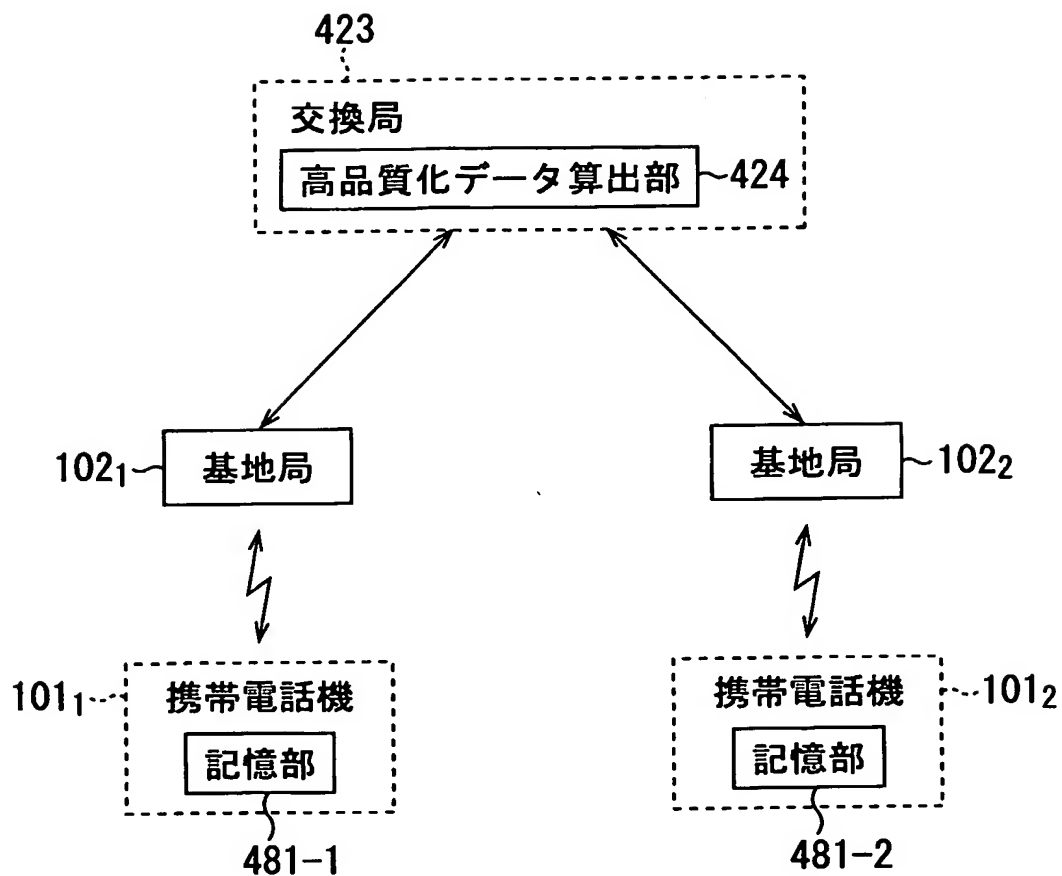 423
交換局
高品質化データ算出部
424
102₁
基地局
基地局
102₂
101₁
携帯電話機
記憶部
481-1
携帯電話機
101₂
記憶部
481-2